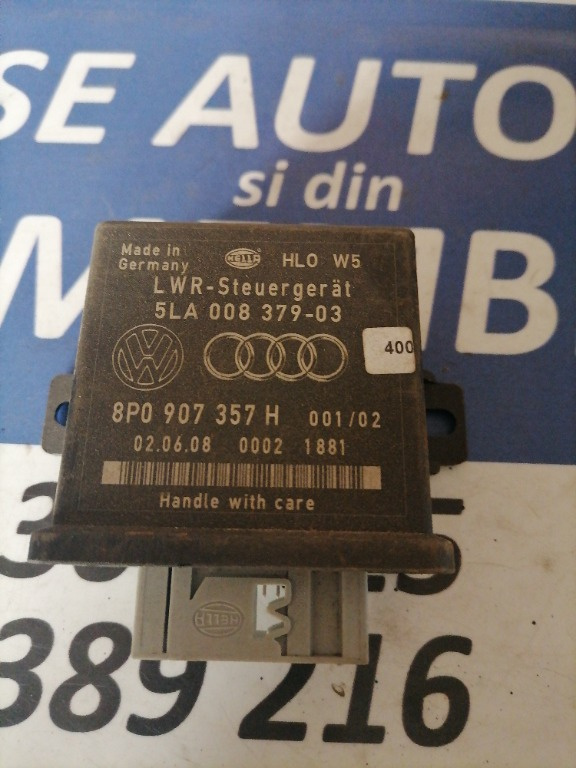 SE AUTO
si din
Made in
Germany
HELLA
HLO W5
LWR-Steuergerät
5LA 008 379-03
400
8P0 907 357 H 001/02
02.06.08 0002 1881
Handle with care
HELLA
389 216